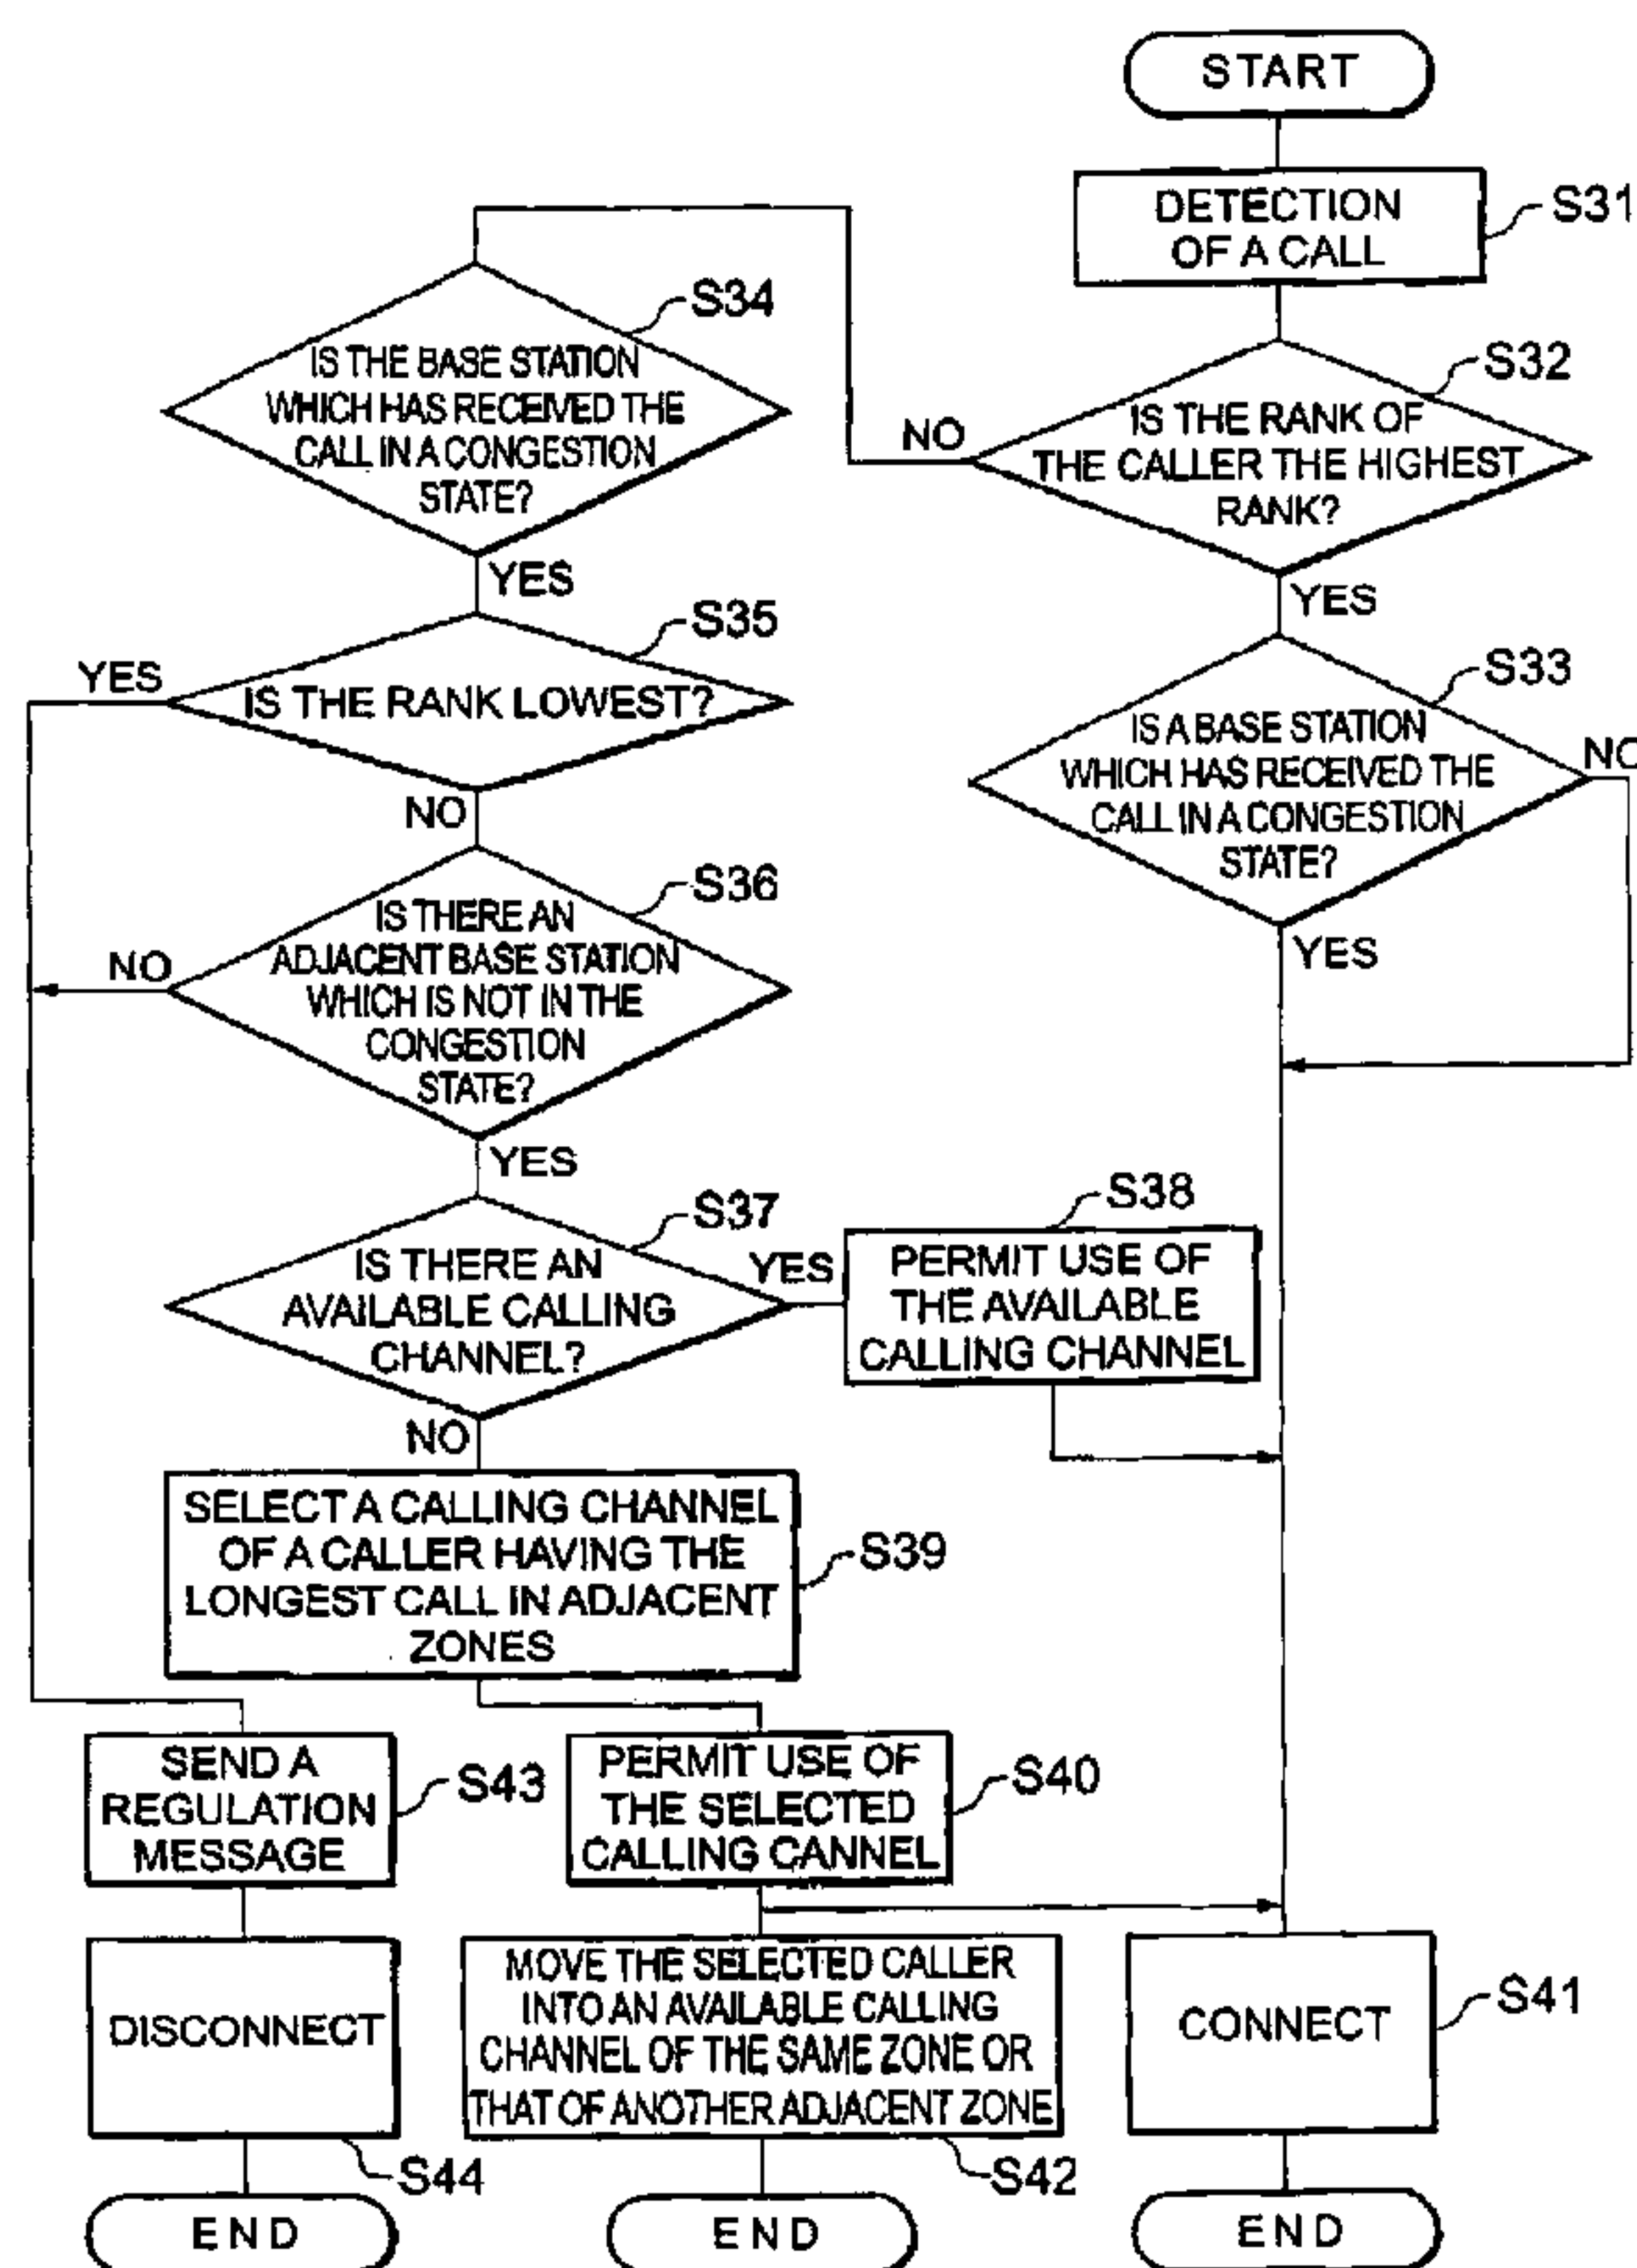 START
DETECTION
OF A CALL
S31
S32
IS THE RANK OF
THE CALLER THE HIGHEST
RANK?
NO
YES
S33
IS A BASE STATION
WHICH HAS RECEIVED THE
CALL IN A CONGESTION
STATE?
NO
YES
S34
IS THE BASE STATION
WHICH HAS RECEIVED THE
CALL IN A CONGESTION
STATE?
YES
S35
YES
IS THE RANK LOWEST?
NO
S36
IS THERE AN
ADJACENT BASE STATION
WHICH IS NOT IN THE
CONGESTION
STATE?
NO
YES
S37
IS THERE AN
AVAILABLE CALLING
CHANNEL?
YES
NO
S38
PERMIT USE OF
THE AVAILABLE
CALLING CHANNEL
SELECT A CALLING CHANNEL
OF A CALLER HAVING THE
LONGEST CALL IN ADJACENT
ZONES
S39
SEND A
REGULATION
MESSAGE
S43
PERMIT USE OF
THE SELECTED
CALLING CANNEL
S40
DISCONNECT
S44
MOVE THE SELECTED CALLER
INTO AN AVAILABLE CALLING
CHANNEL OF THE SAME ZONE OR
THAT OF ANOTHER ADJACENT ZONE
S42
CONNECT
S41
END
END
END